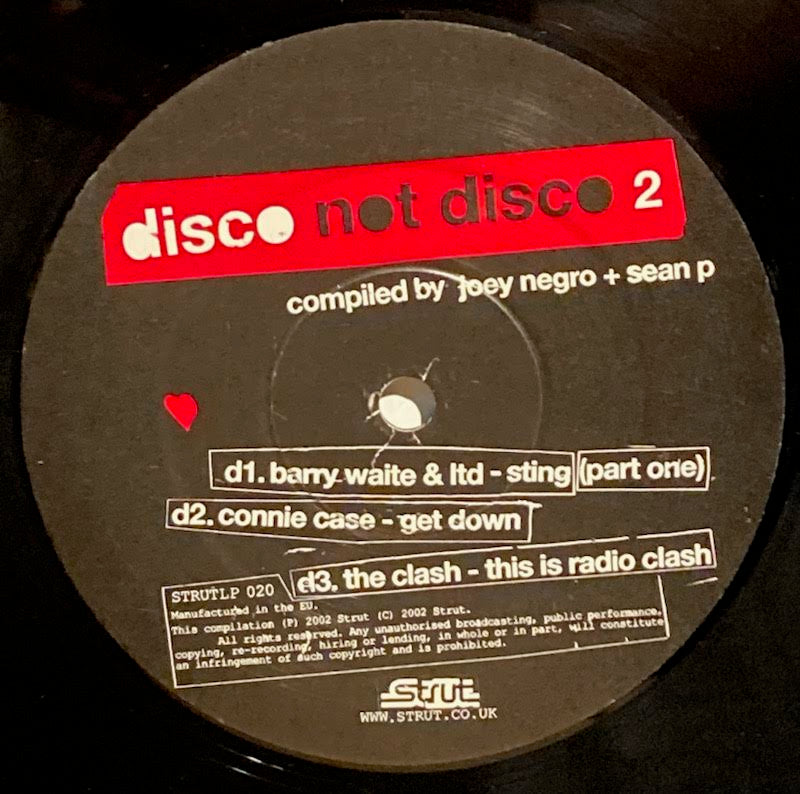 disco not disco 2
compiled by joey negro + sean p
d1. barry waite & ltd - sting (part one)
d2. connie case - get down
d3. the clash - this is radio clash
STRUTLP 020
Manufactured in the EU.
This compilation (P) 2002 Strut (C) 2002 Strut.
All rights reserved. Any unauthorised broadcasting, public performance,
copying, re-recording, hiring or lending, in whole or in part, will constitute
an infringement of such copyright and is prohibited.
STRUT
WWW.STRUT.CO.UK